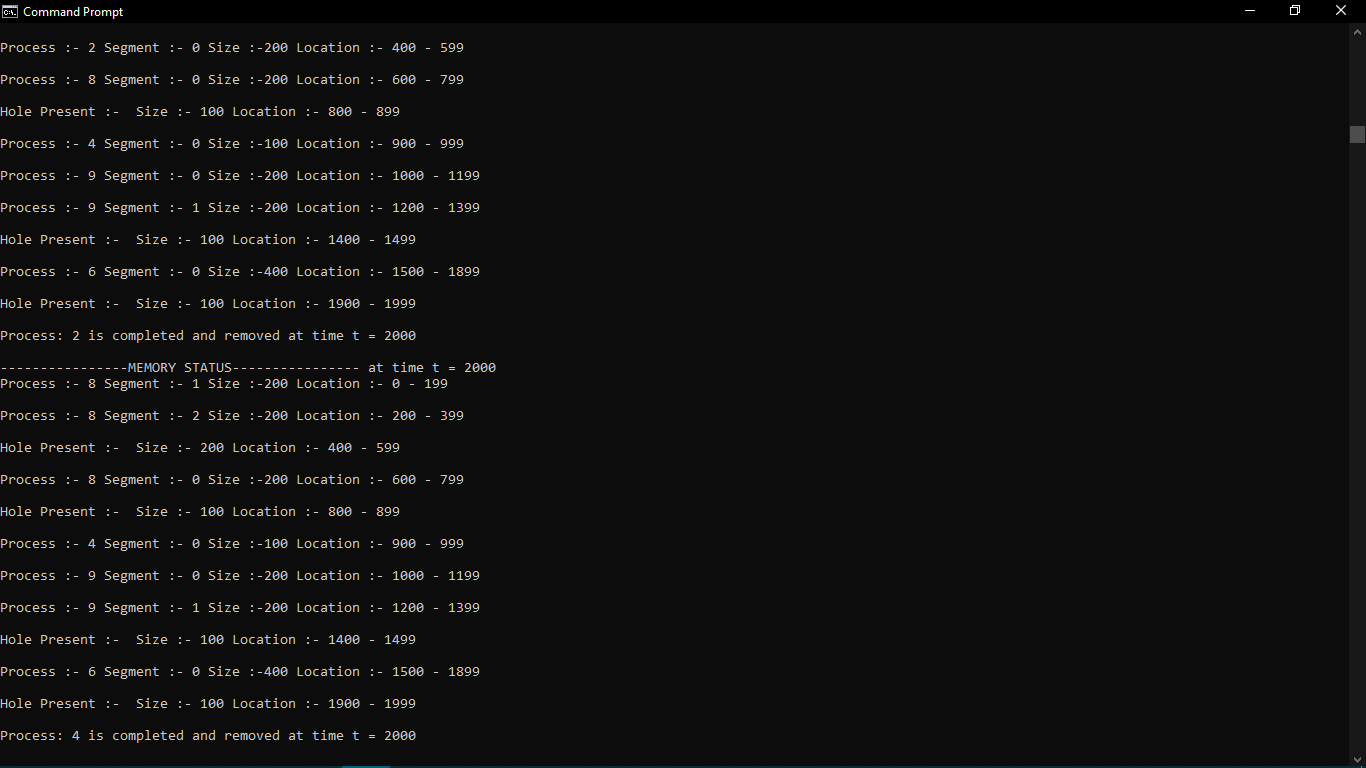 Command Prompt
Process :- 2 Segment :- 0 Size :-200 Location :- 400 - 599
Process :- 8 Segment :- 0 Size :-200 Location :- 600 - 799
Hole Present :-  Size :- 100 Location :- 800 - 899
Process :- 4 Segment :- 0 Size :-100 Location :- 900 - 999
Process :- 9 Segment :- 0 Size :-200 Location :- 1000 - 1199
Process :- 9 Segment :- 1 Size :-200 Location :- 1200 - 1399
Hole Present :-  Size :- 100 Location :- 1400 - 1499
Process :- 6 Segment :- 0 Size :-400 Location :- 1500 - 1899
Hole Present :-  Size :- 100 Location :- 1900 - 1999
Process: 2 is completed and removed at time t = 2000
----------------MEMORY STATUS---------------- at time t = 2000
Process :- 8 Segment :- 1 Size :-200 Location :- 0 - 199
Process :- 8 Segment :- 2 Size :-200 Location :- 200 - 399
Hole Present :-  Size :- 200 Location :- 400 - 599
Process :- 8 Segment :- 0 Size :-200 Location :- 600 - 799
Hole Present :-  Size :- 100 Location :- 800 - 899
Process :- 4 Segment :- 0 Size :-100 Location :- 900 - 999
Process :- 9 Segment :- 0 Size :-200 Location :- 1000 - 1199
Process :- 9 Segment :- 1 Size :-200 Location :- 1200 - 1399
Hole Present :-  Size :- 100 Location :- 1400 - 1499
Process :- 6 Segment :- 0 Size :-400 Location :- 1500 - 1899
Hole Present :-  Size :- 100 Location :- 1900 - 1999
Process: 4 is completed and removed at time t = 2000